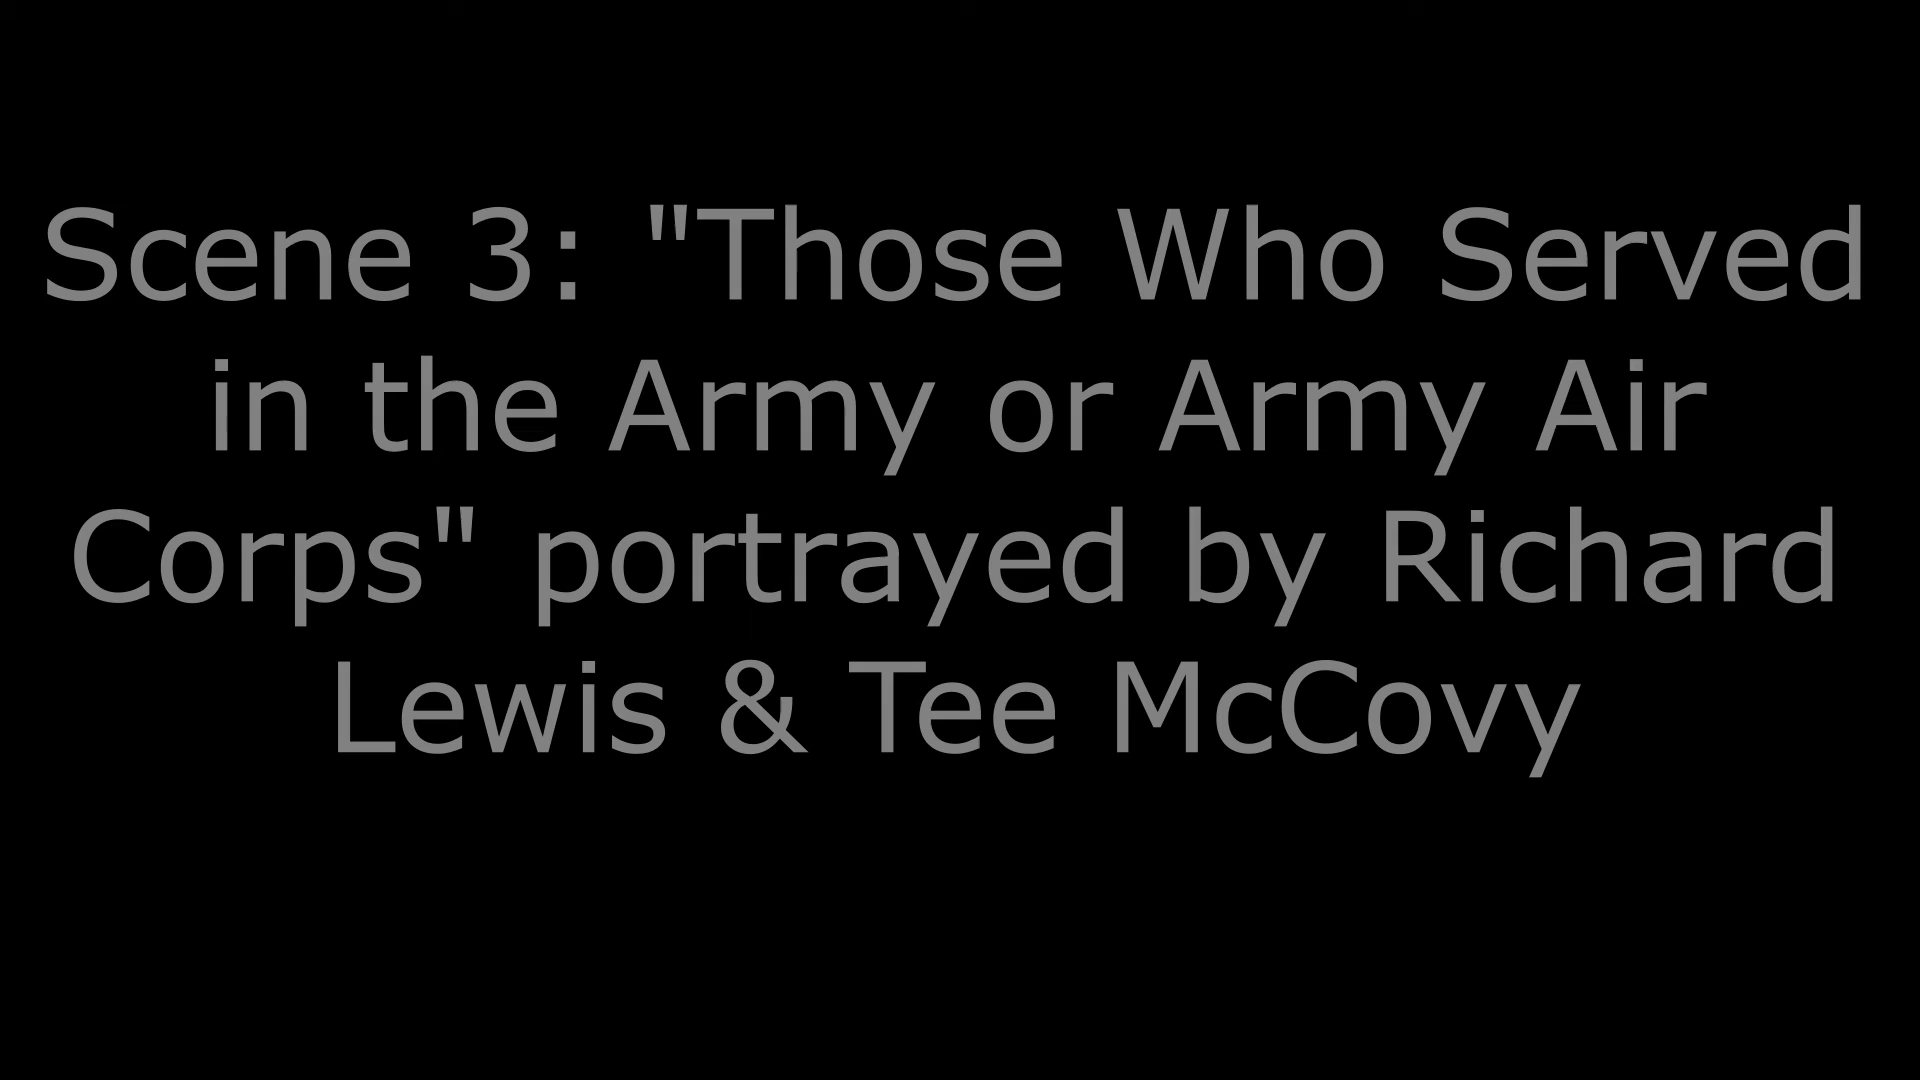 Scene 3: "Those Who Served
in the Army or Army Air
Corps" portrayed by Richard
Lewis & Tee McCovy